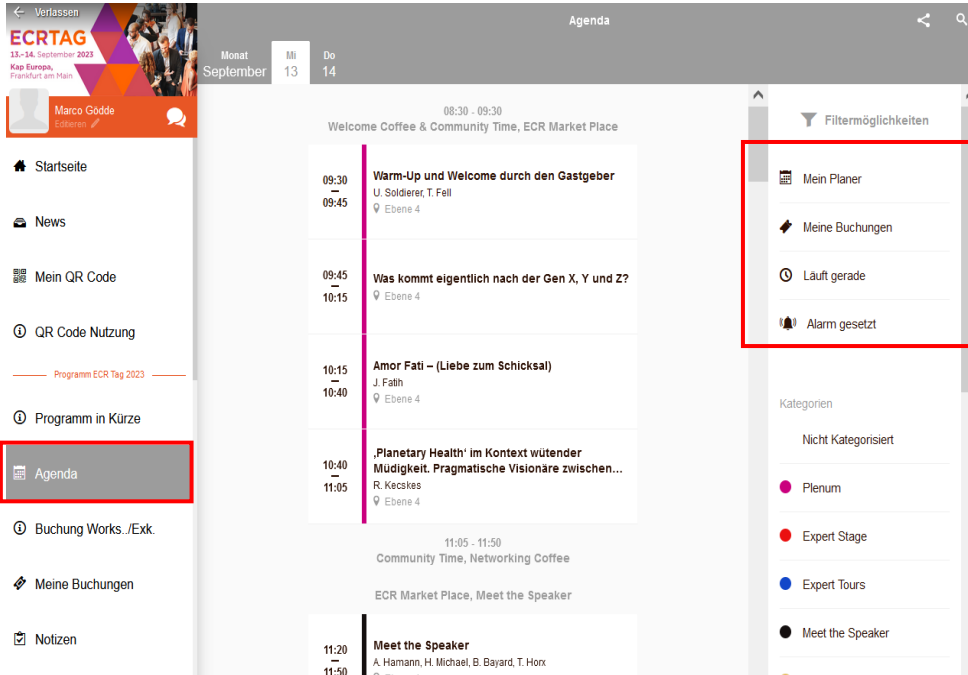 Verlassen
ECRTAG
13.–14. September 2023
Kap Europa,
Frankfurt am Main
Marco Gödde
Editieren
Startseite
News
Mein QR Code
QR Code Nutzung
Programm ECR Tag 2023
Programm in Kürze
Agenda
Buchung Works../Exk.
Meine Buchungen
Notizen
Agenda
Monat
September
Mi
13
Do
14
08:30 - 09:30
Welcome Coffee & Community Time, ECR Market Place
09:30
–
09:45
Warm-Up und Welcome durch den Gastgeber
U. Soldierer, T. Fell
Ebene 4
09:45
–
10:15
Was kommt eigentlich nach der Gen X, Y und Z?
Ebene 4
10:15
–
10:40
Amor Fati – (Liebe zum Schicksal)
J. Fatih
Ebene 4
10:40
–
11:05
‚Planetary Health‘ im Kontext wütender
Müdigkeit. Pragmatische Visionäre zwischen…
R. Kecskes
Ebene 4
11:05 - 11:50
Community Time, Networking Coffee
ECR Market Place, Meet the Speaker
11:20
–
11:50
Meet the Speaker
A. Hamann, H. Michael, B. Bayard, T. Horx
Filtermöglichkeiten
Mein Planer
Meine Buchungen
Läuft gerade
Alarm gesetzt
Kategorien
Nicht Kategorisiert
Plenum
Expert Stage
Expert Tours
Meet the Speaker